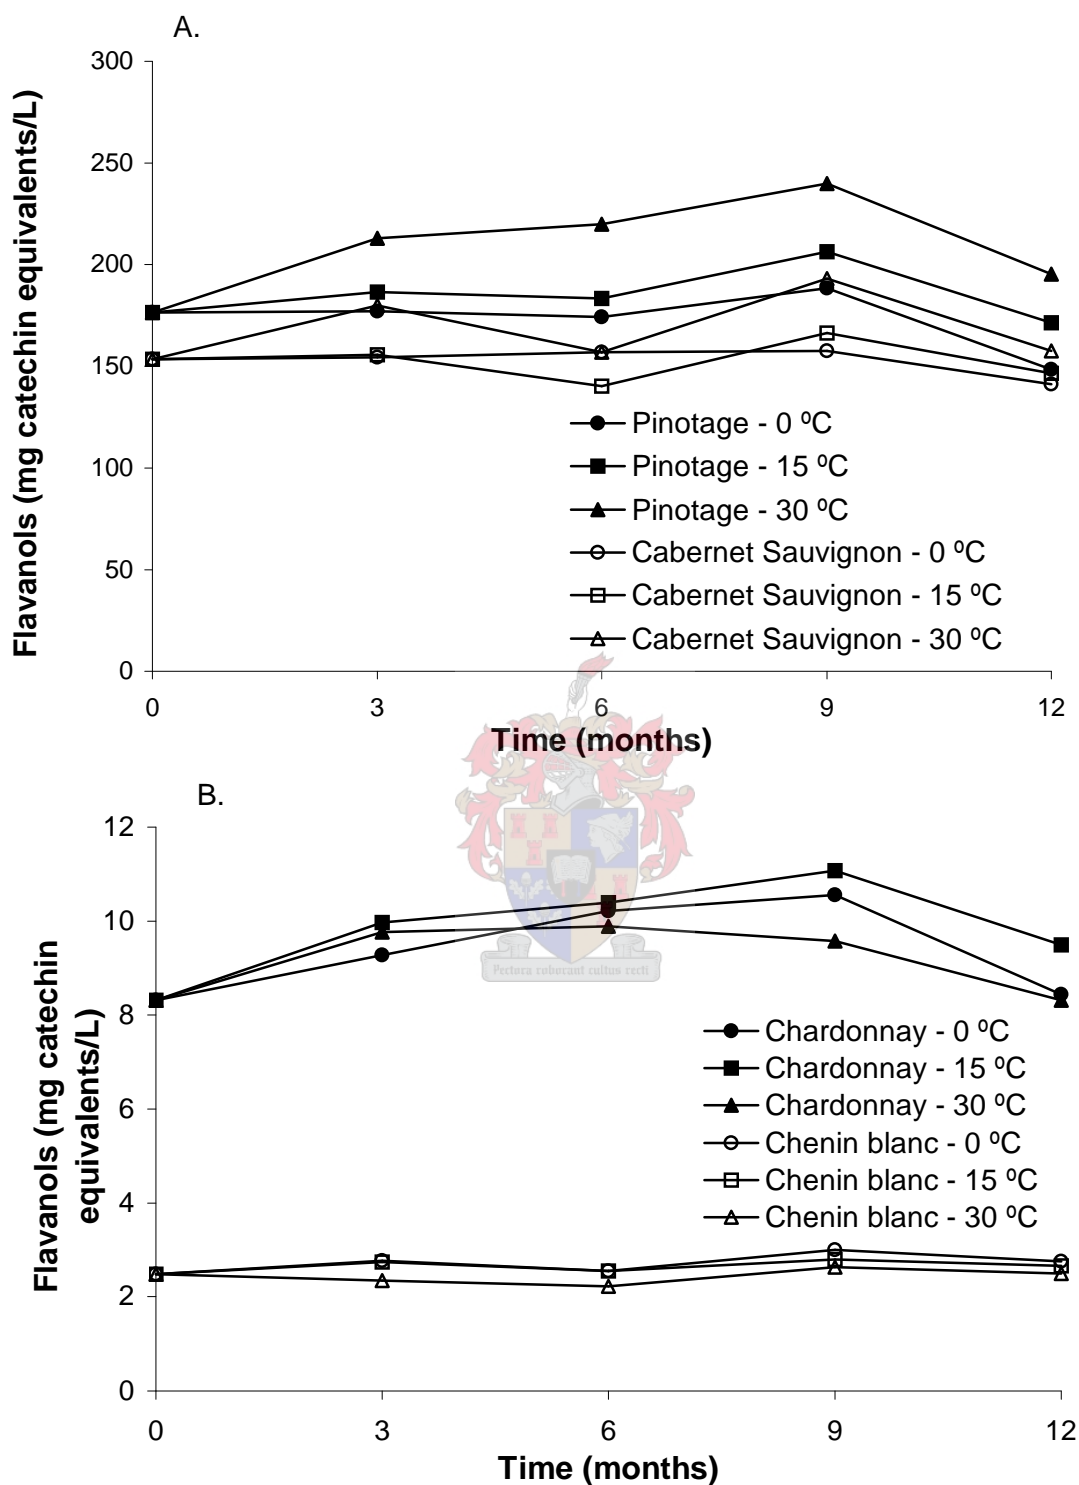 A.
Flavanols (mg catechin equivalents/L)
300
250
200
150
100
50
0
0 3 6 9 12
Time (months)
Pinotage - 0 ºC
Pinotage - 15 ºC
Pinotage - 30 ºC
Cabernet Sauvignon - 0 ºC
Cabernet Sauvignon - 15 ºC
Cabernet Sauvignon - 30 ºC
B.
Flavanols (mg catechin
equivalents/L)
12
10
8
6
4
2
0
0 3 6 9 12
Time (months)
Chardonnay - 0 ºC
Chardonnay - 15 ºC
Chardonnay - 30 ºC
Chenin blanc - 0 ºC
Chenin blanc - 15 ºC
Chenin blanc - 30 ºC
Pectora roborant cultus recti